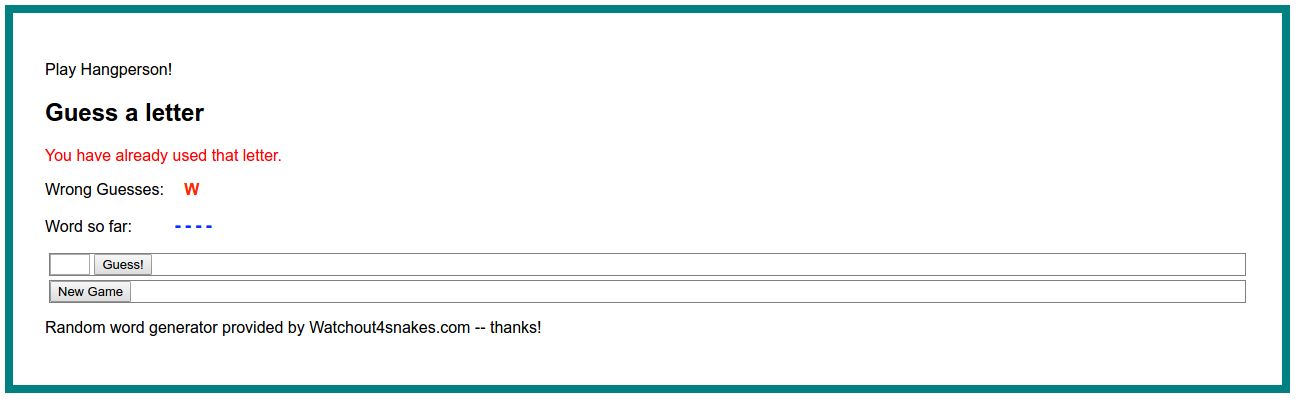 Play Hangperson!
Guess a letter
You have already used that letter.
Wrong Guesses: W
Word so far: ----
Guess!
New Game
Random word generator provided by Watchout4snakes.com -- thanks!